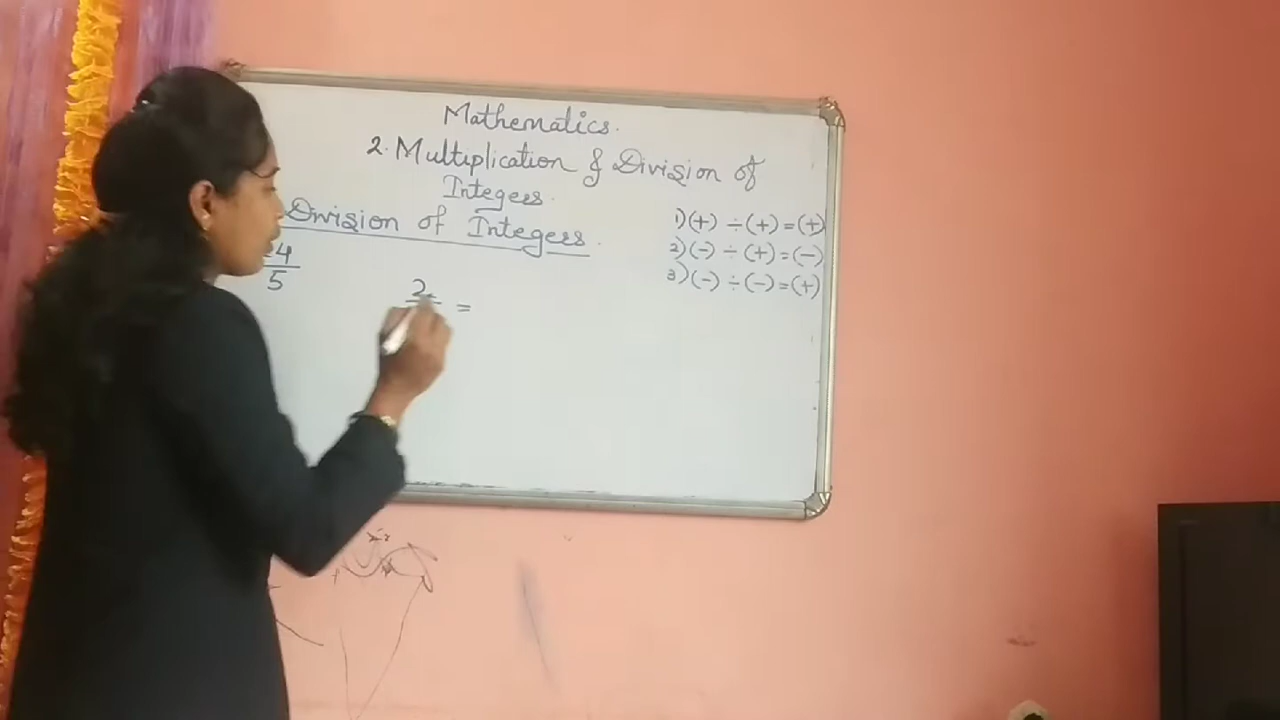 Mathematics.
2. Multiplication & Division of
Integers.
Division of Integers.
1) (+) ÷ (+) = (+)
2) (-) ÷ (+) = (-)
3) (-) ÷ (-) = (+)
4
5
2
=